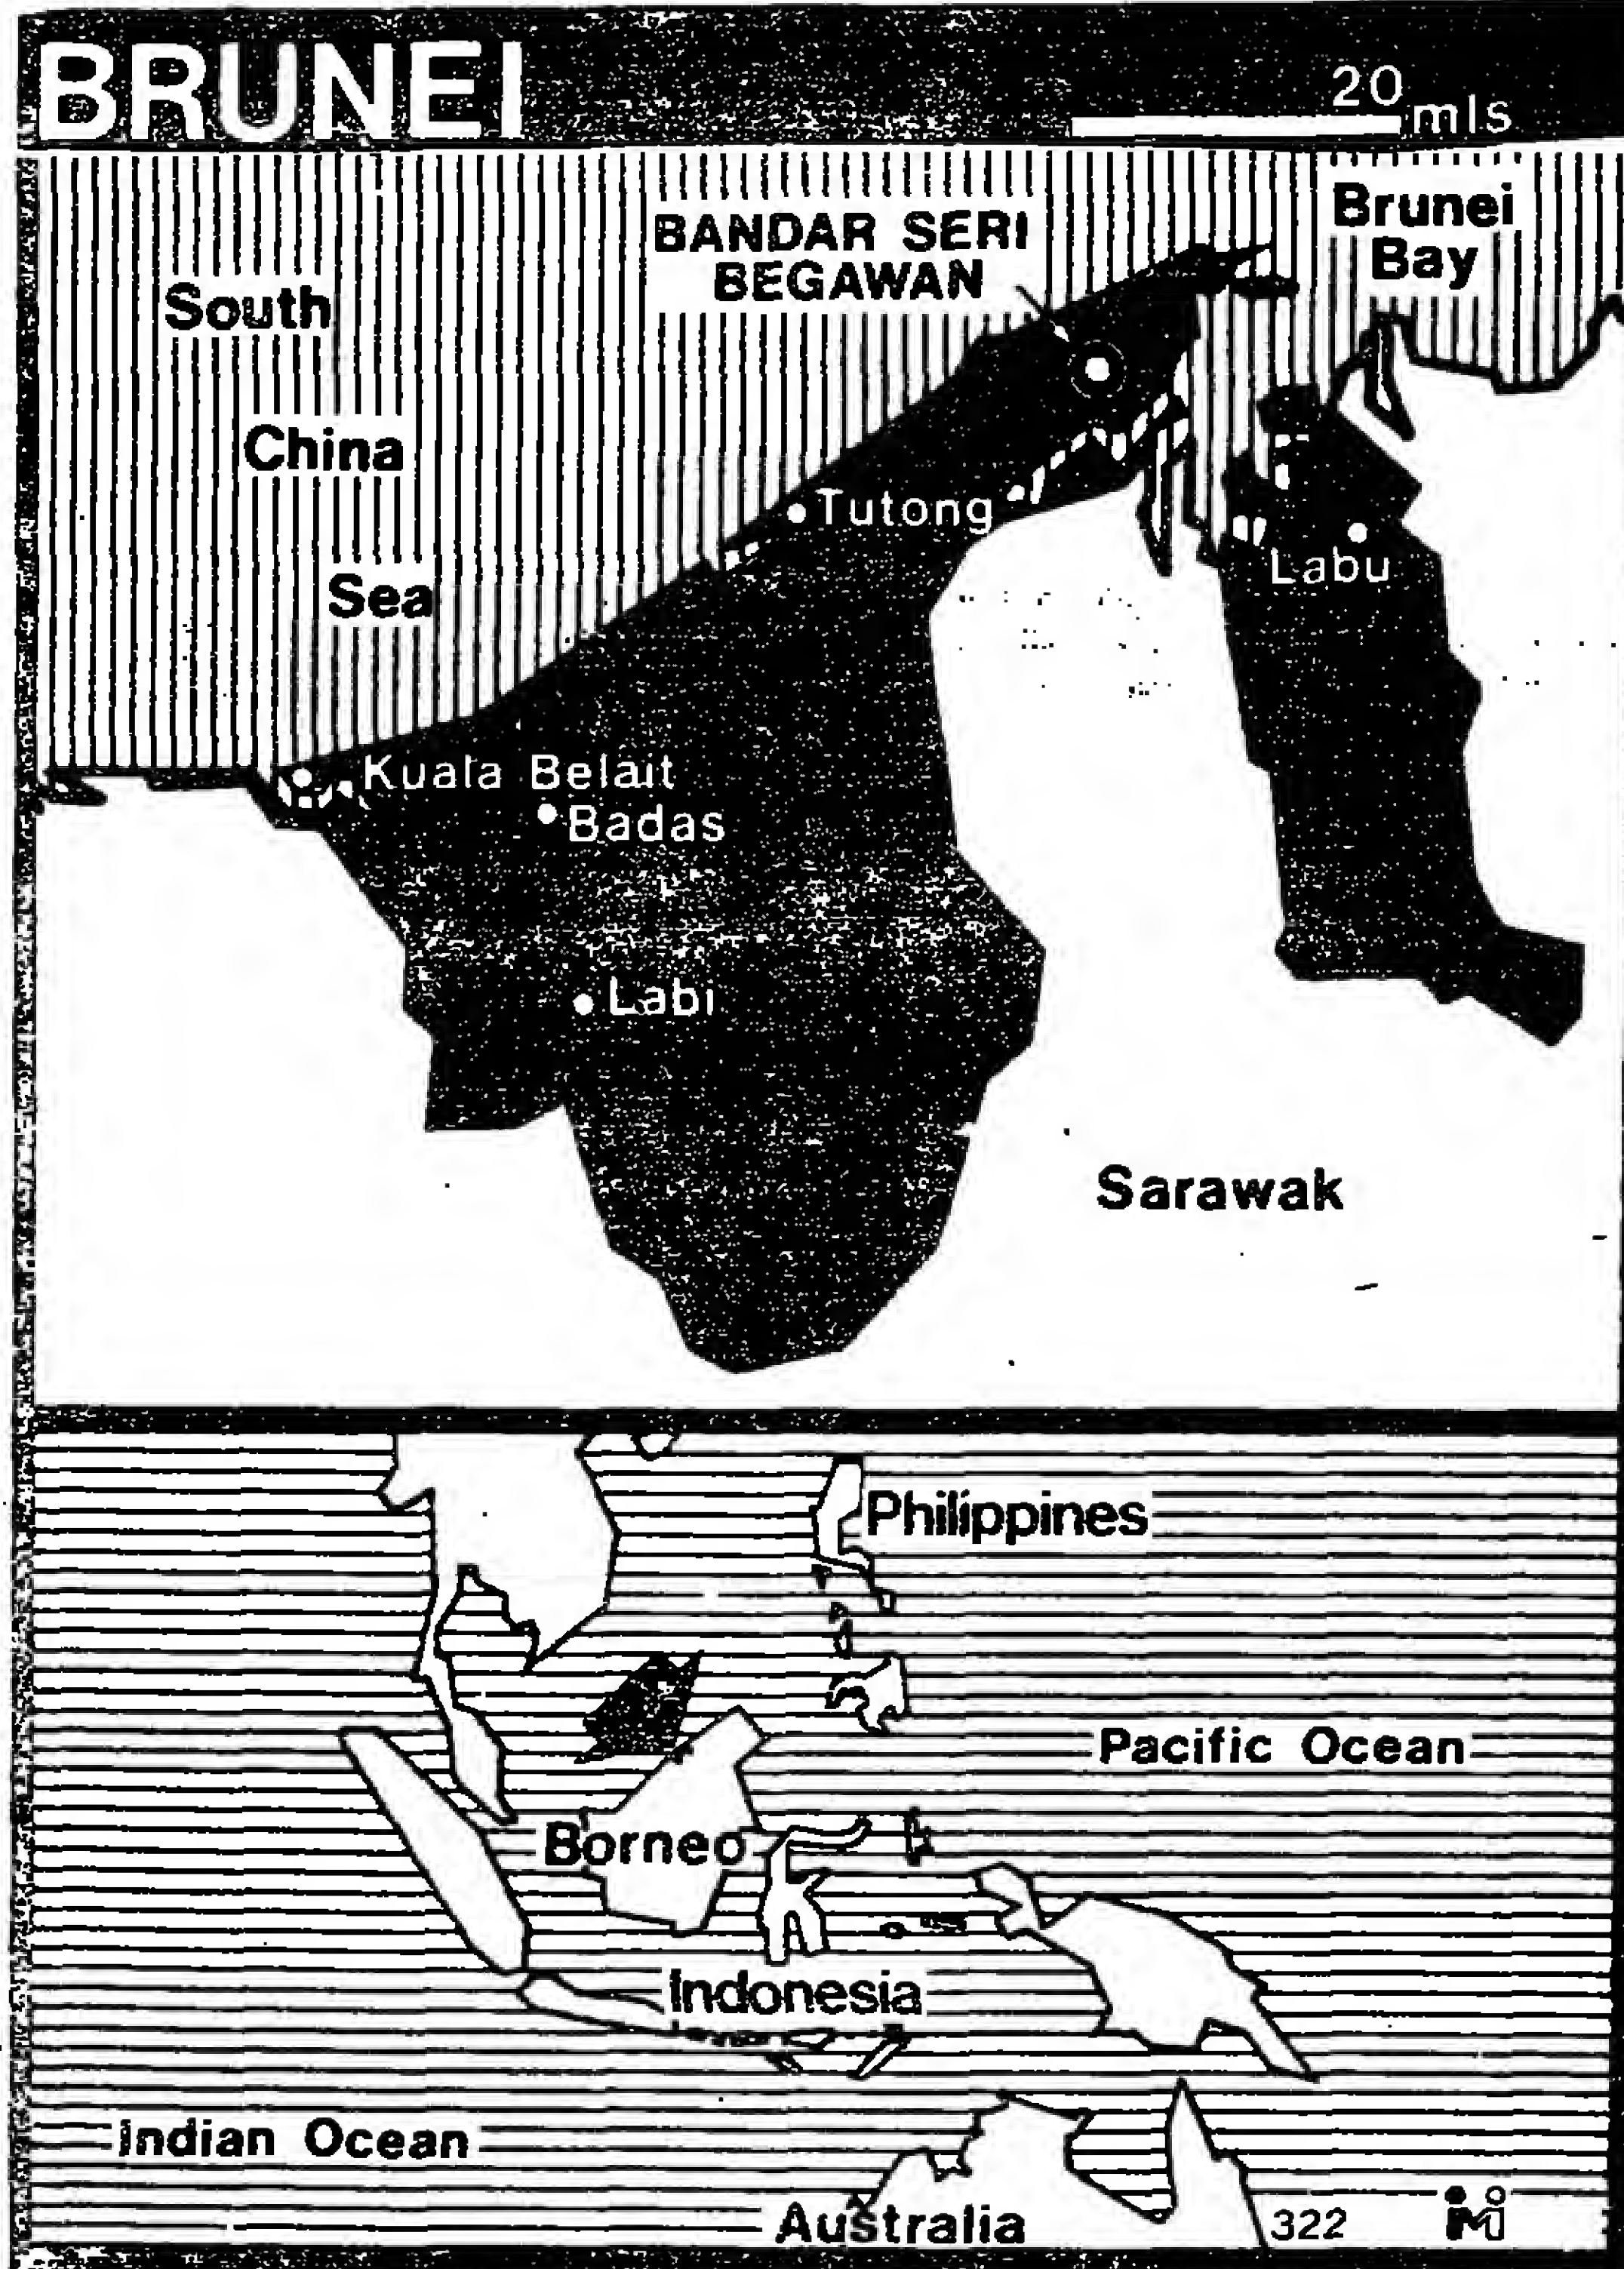 BRUNEI
20 mls
BANDAR SERI
BEGAWAN
Brunei
Bay
South
China
Sea
Tutong
Labu
Kuala Belait
Badas
Labi
Sarawak
Philippines
Pacific Ocean
Borneo
Indonesia
Indian Ocean
Australia
322